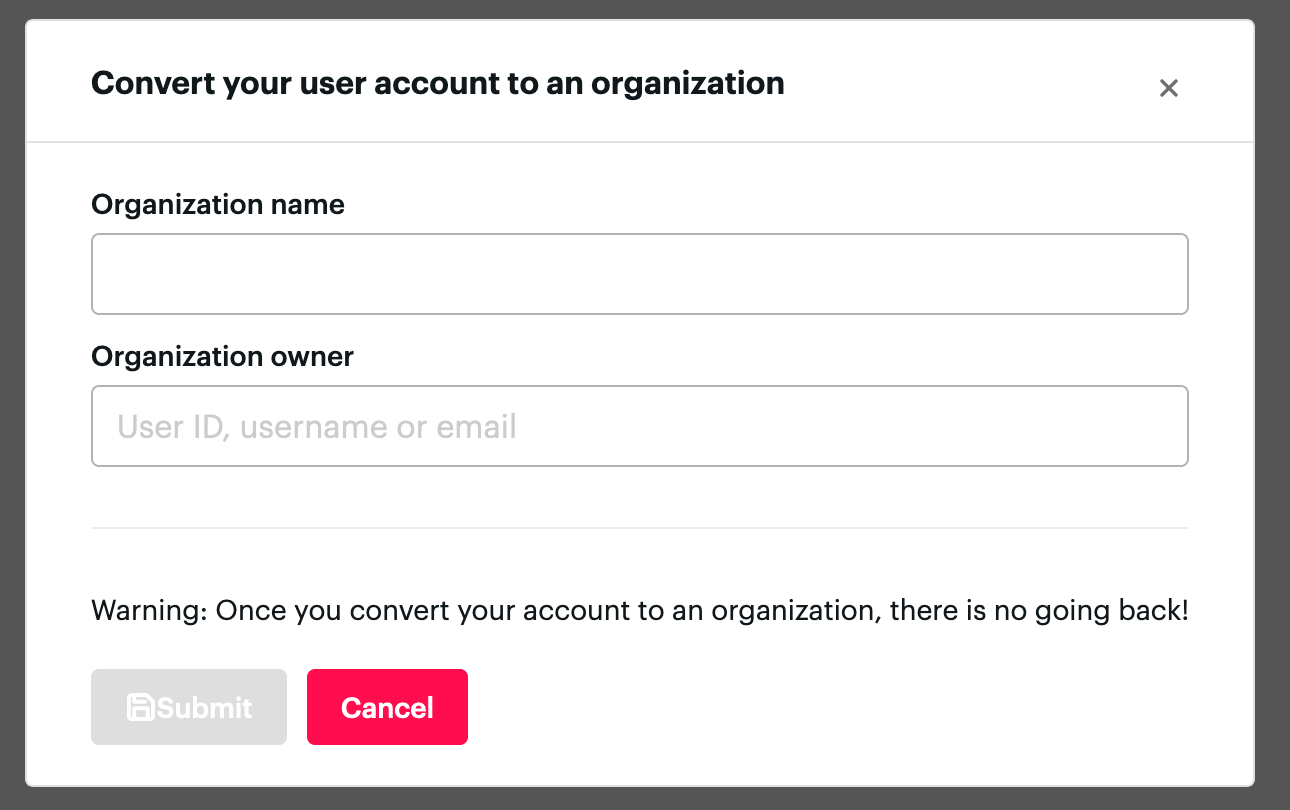 Convert your user account to an organization
Organization name
Organization owner
User ID, username or email
Warning: Once you convert your account to an organization, there is no going back!
Submit
Cancel